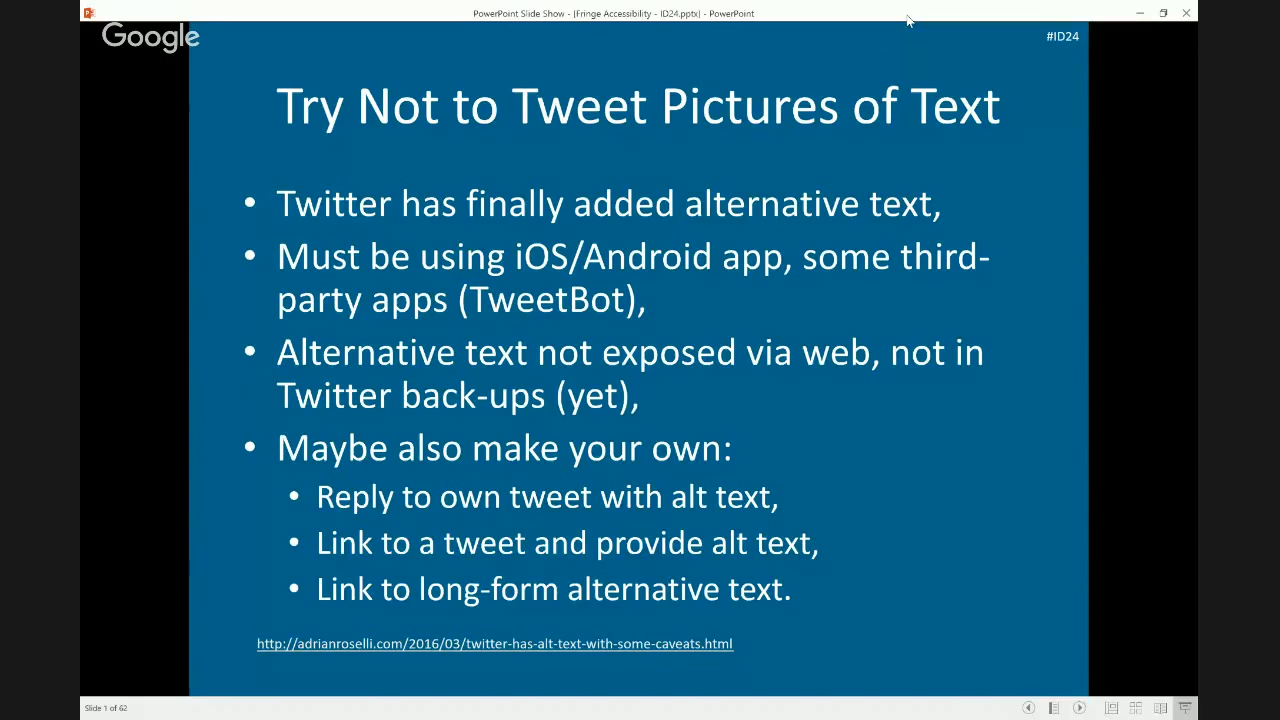 PowerPoint Slide Show - [Fringe Accessibility - ID24.pptx] - PowerPoint
Google
#ID24
Try Not to Tweet Pictures of Text
• Twitter has finally added alternative text,
• Must be using iOS/Android app, some third-
party apps (TweetBot),
• Alternative text not exposed via web, not in
Twitter back-ups (yet),
• Maybe also make your own:
• Reply to own tweet with alt text,
• Link to a tweet and provide alt text,
• Link to long-form alternative text.
http://adrianroselli.com/2016/03/twitter-has-alt-text-with-some-caveats.html
Slide 1 of 62